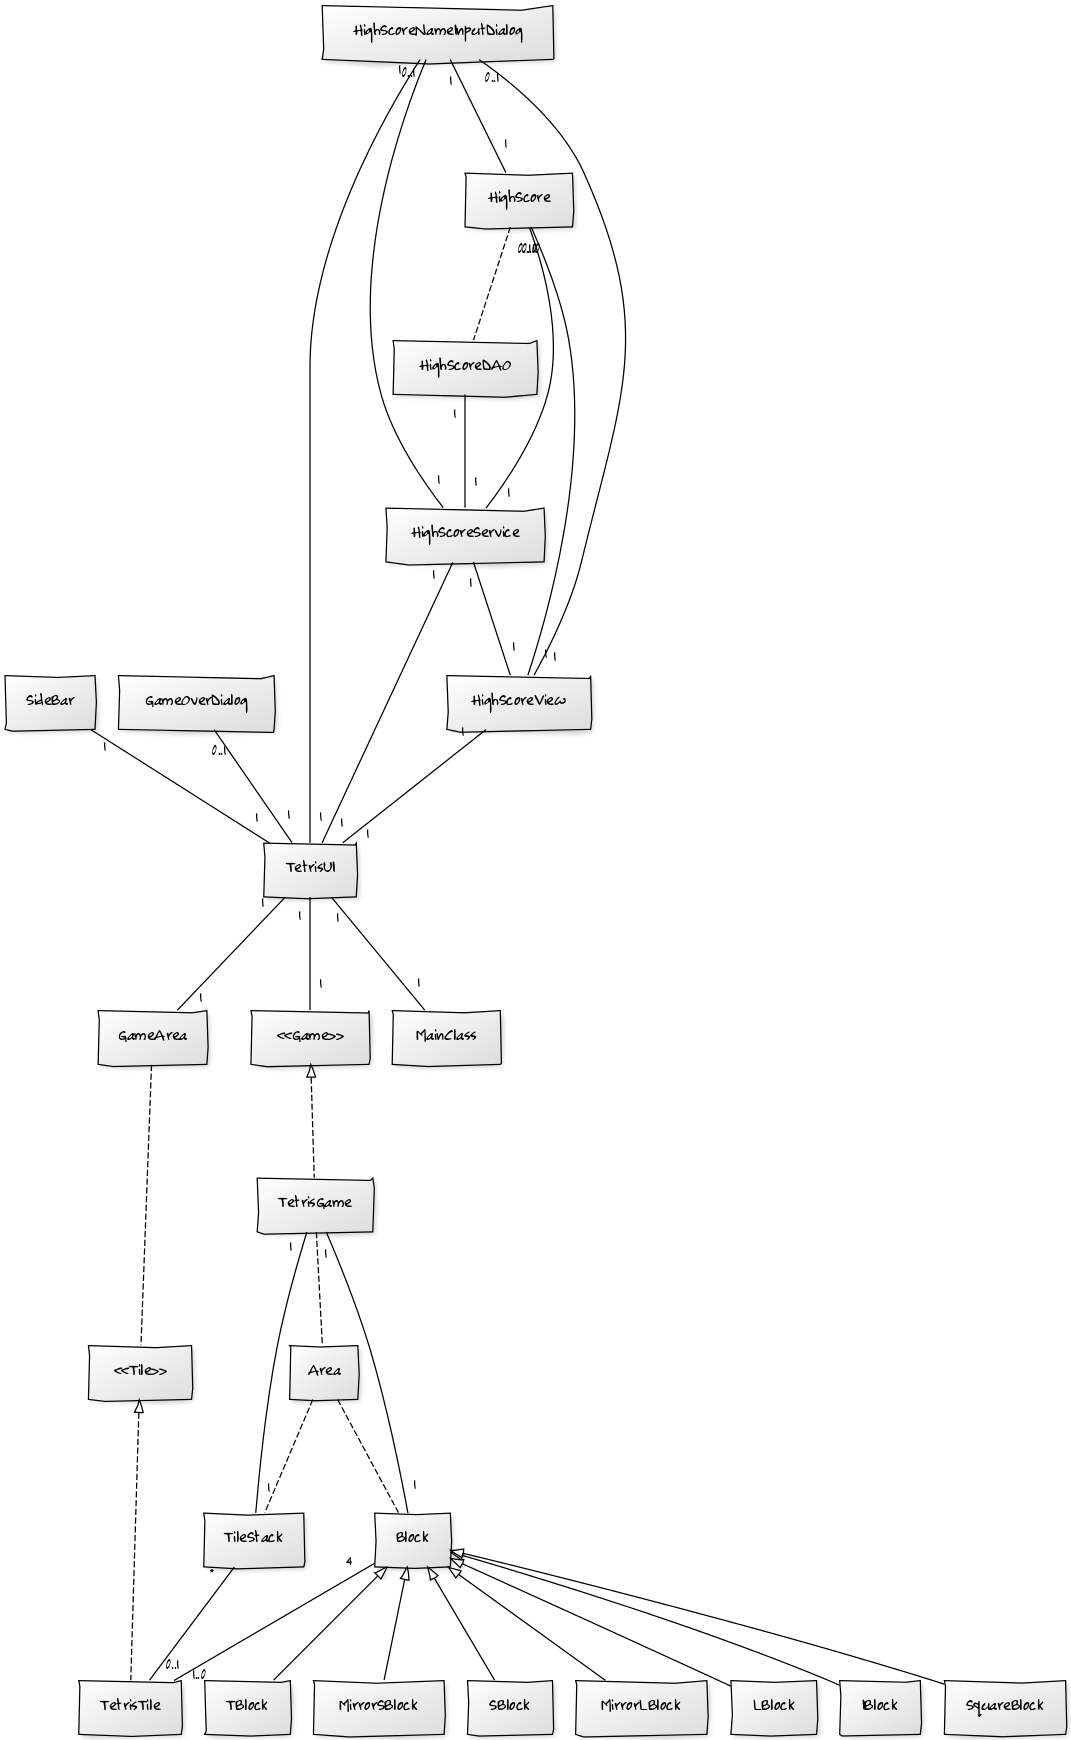 HighScoreNameInputDialog
1
0..1
1
0..1
1
HighScore
HighScoreDAO
1
1
1
1
HighScoreService
1
1
1
1
1
SideBar
GameOverDialog
HighScoreView
1
0..1
1
1
1
1
1
1
TetrisUI
1
1
1
1
1
1
GameArea
<<Game>>
MainClass
TetrisGame
1
1
<<Tile>>
Area
1
1
TileStack
Block
*
4
0..1
1..0
TetrisTile
TBlock
MirrorSBlock
SBlock
MirrorLBlock
LBlock
IBlock
SquareBlock